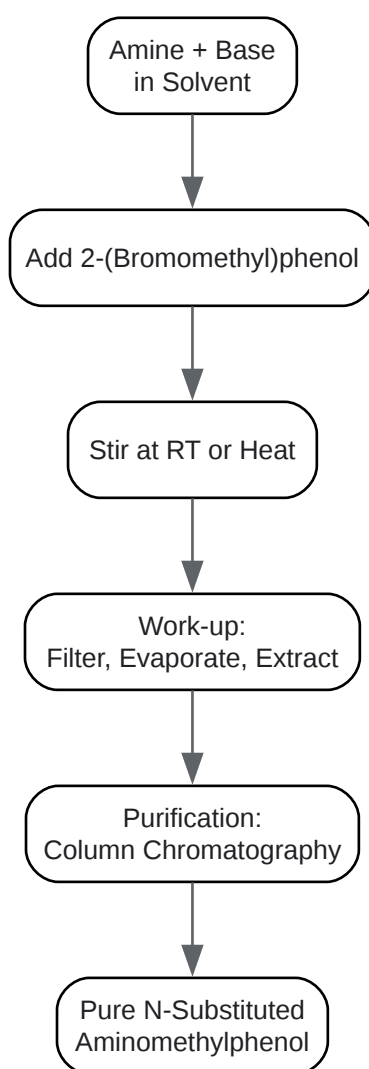 Amine + Base
in Solvent
Add 2-(Bromomethyl)phenol
Stir at RT or Heat
Work-up:
Filter, Evaporate, Extract
Purification:
Column Chromatography
Pure N-Substituted
Aminomethylphenol